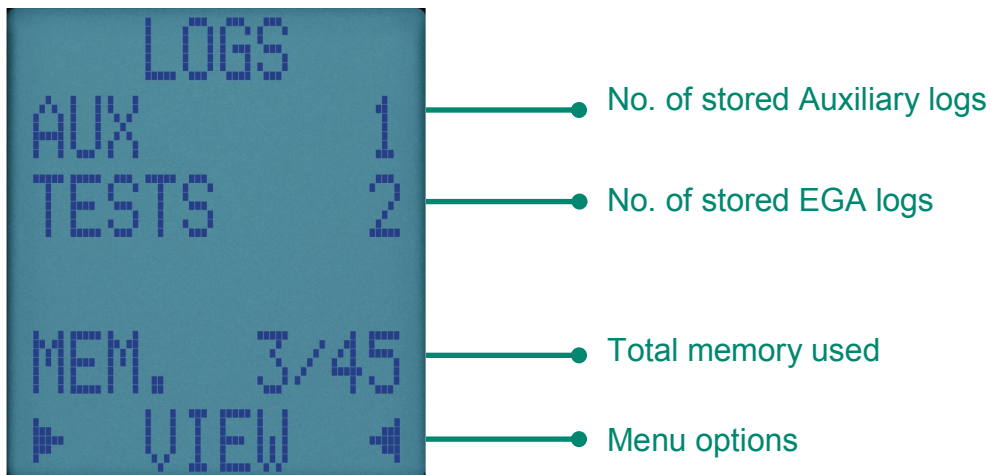 LOGS
AUX 1 No. of stored Auxiliary logs
TESTS 2 No. of stored EGA logs
MEM. 3/45 Total memory used
VIEW Menu options